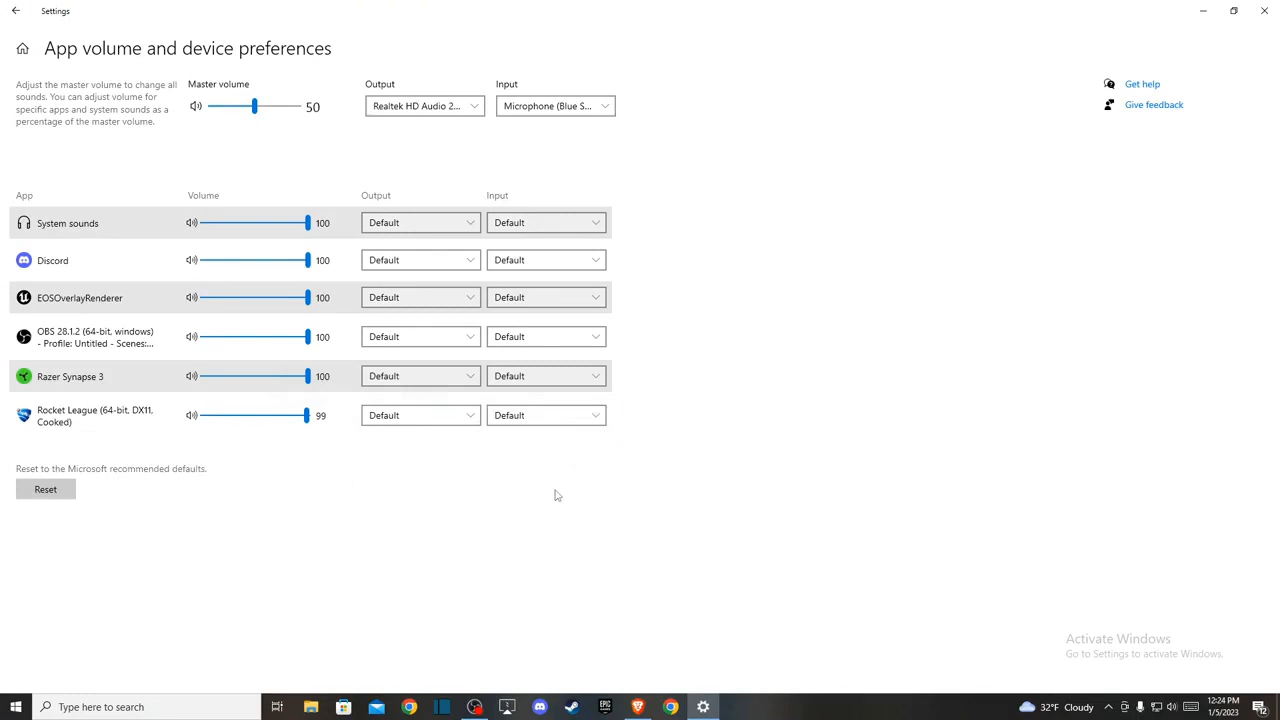 Settings
App volume and device preferences
Adjust the master volume to change all
sounds. You can adjust volume for
specific apps and system sounds as a
percentage of the master volume.
Master volume
50
Output
Realtek HD Audio 2...
Input
Microphone (Blue S...
Get help
Give feedback
App Volume Output Input
System sounds 100 Default Default
Discord 100 Default Default
EOSOverlayRenderer 100 Default Default
OBS 28.1.2 (64-bit, windows)
- Profile: Untitled - Scenes:...
100 Default Default
Razer Synapse 3 100 Default Default
Rocket League (64-bit, DX11,
Cooked)
99 Default Default
Reset to the Microsoft recommended defaults.
Reset
Activate Windows
Go to Settings to activate Windows.
Type here to search
EPIC
32°F Cloudy
12:24 PM
1/5/2023
12